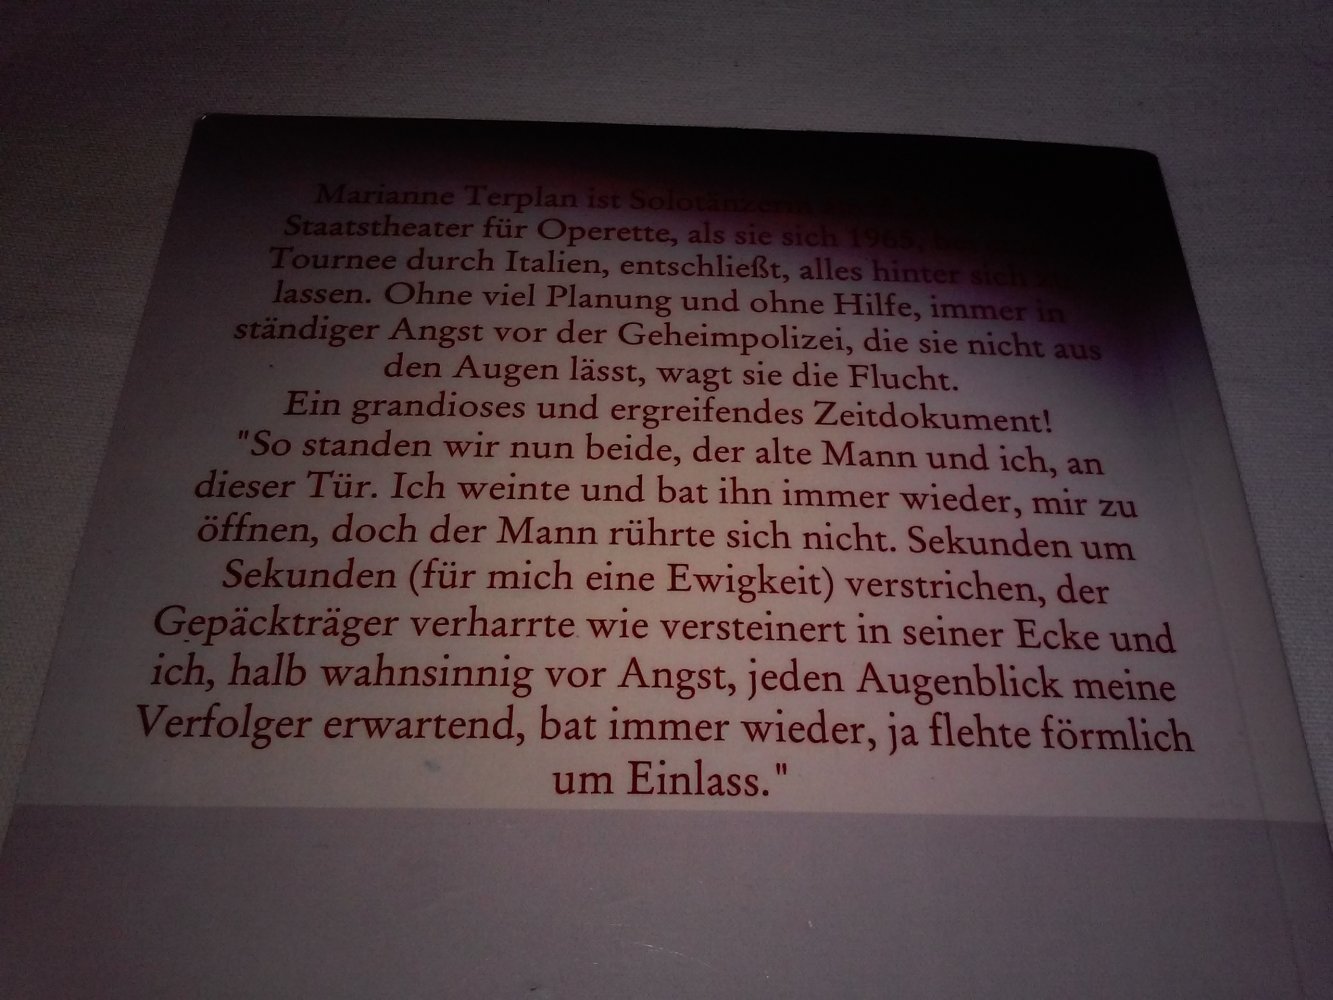 Marianne Terplan ist Solotänzerin
Staatstheater für Operette, als sie sich 1965,
Tournee durch Italien, entschließt, alles hinter sich
lassen. Ohne viel Planung und ohne Hilfe, immer in
ständiger Angst vor der Geheimpolizei, die sie nicht aus
den Augen lässt, wagt sie die Flucht.
Ein grandioses und ergreifendes Zeitdokument!
"So standen wir nun beide, der alte Mann und ich, an
dieser Tür. Ich weinte und bat ihn immer wieder, mir zu
öffnen, doch der Mann rührte sich nicht. Sekunden um
Sekunden (für mich eine Ewigkeit) verstrichen, der
Gepäckträger verharrte wie versteinert in seiner Ecke und
ich, halb wahnsinnig vor Angst, jeden Augenblick meine
Verfolger erwartend, bat immer wieder, ja flehte förmlich
um Einlass."